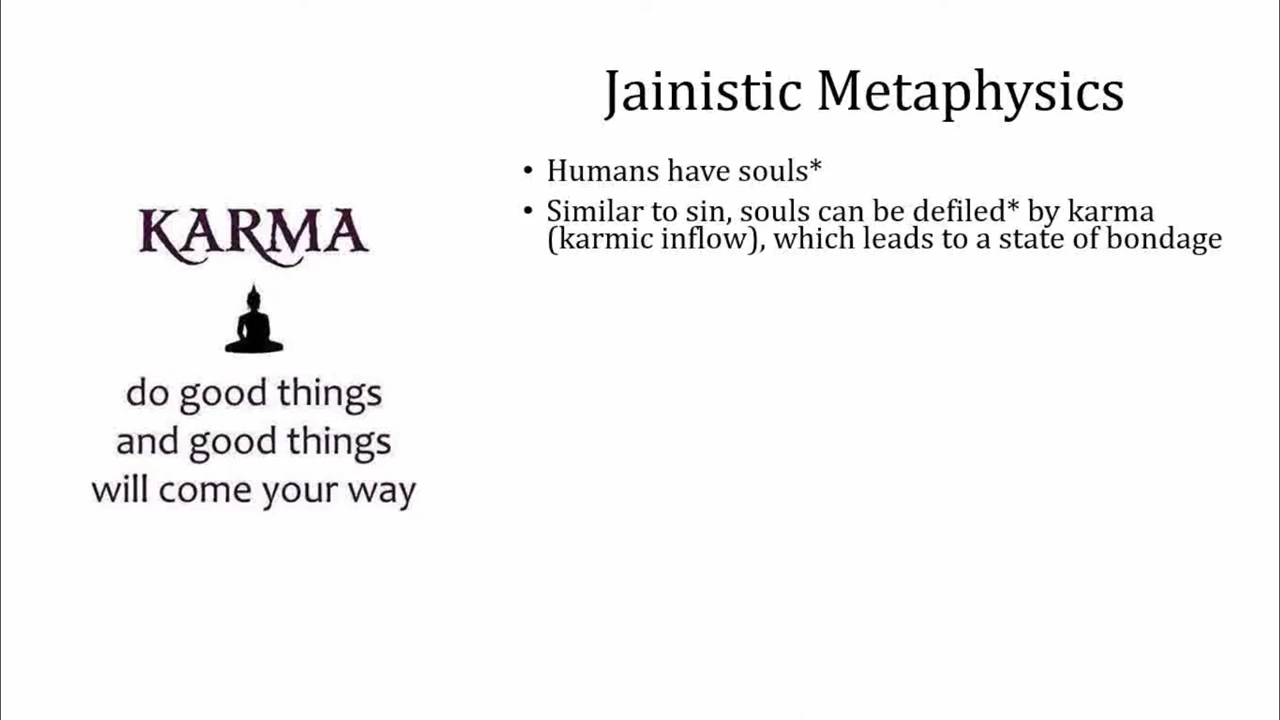 Jainistic Metaphysics
• Humans have souls*
• Similar to sin, souls can be defiled* by karma
(karmic inflow), which leads to a state of bondage
KARMA
do good things
and good things
will come your way